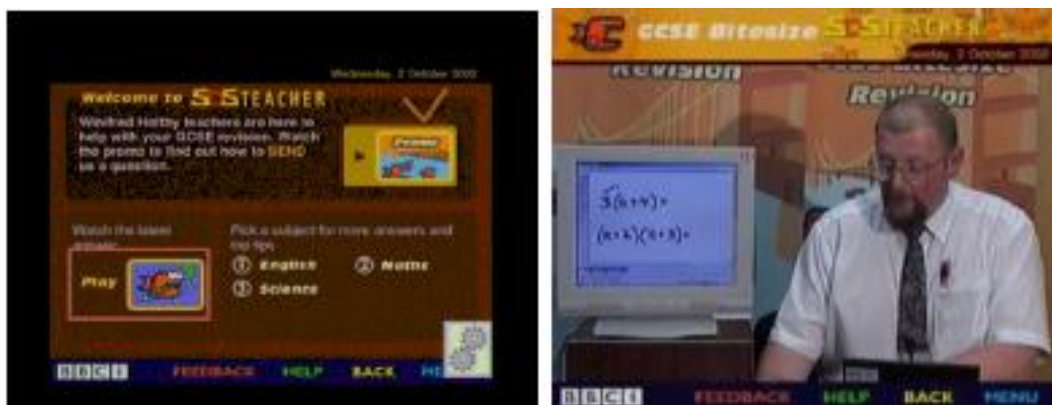 Wednesday, 2 October 2002
Welcome to SOS TEACHER
Winifred Holtby teachers are here to
help with your GCSE revision. Watch
the promo to find out how to SEND
us a question.
Promo
Watch the latest
answer
Pick a subject for more answers and
top tips
Play
1 English
2 Maths
3 Science
BBCi FEEDBACK HELP BACK
GCSE Bitesize SOS TEACHER
Wednesday, 2 October 2002
Revision
Bitesize
Revision
BBCi FEEDBACK HELP BACK MENU